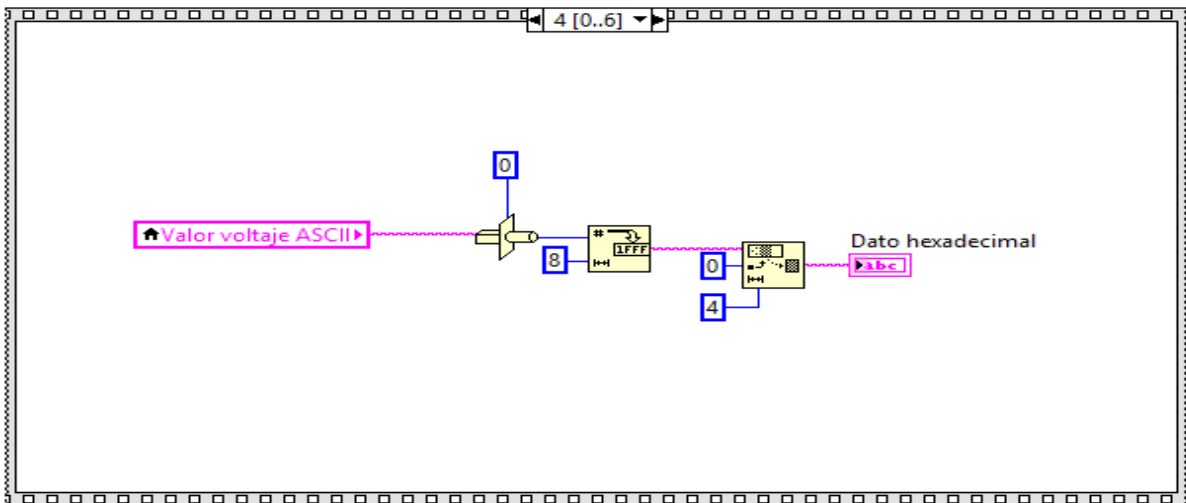 4 [0..6]
0
Valor voltaje ASCII
#
1FFF
8
Dato hexadecimal
0
abc
4